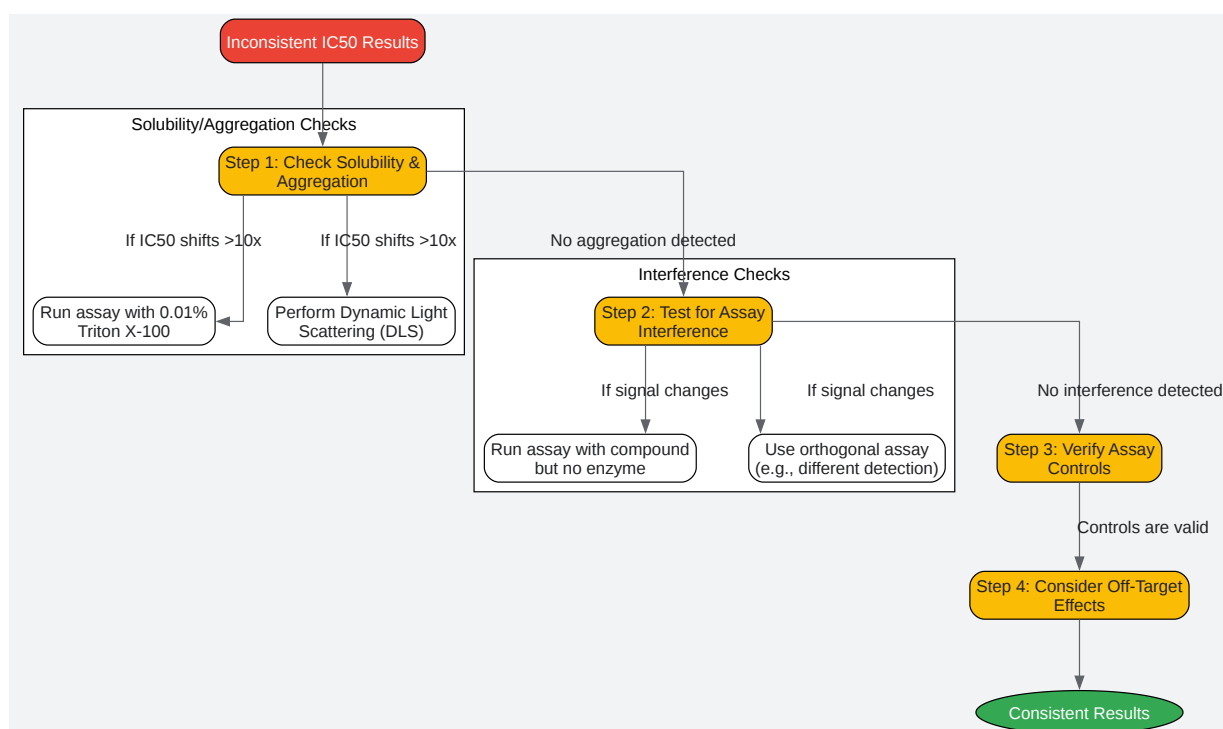 Inconsistent IC50 Results
Solubility/Aggregation Checks
Step 1: Check Solubility &
Aggregation
If IC50 shifts >10x
If IC50 shifts >10x
No aggregation detected
Run assay with 0.01%
Triton X-100
Perform Dynamic Light
Scattering (DLS)
Interference Checks
Step 2: Test for Assay
Interference
If signal changes
If signal changes
No interference detected
Run assay with compound
but no enzyme
Use orthogonal assay
(e.g., different detection)
Step 3: Verify Assay
Controls
Controls are valid
Step 4: Consider Off-Target
Effects
Consistent Results